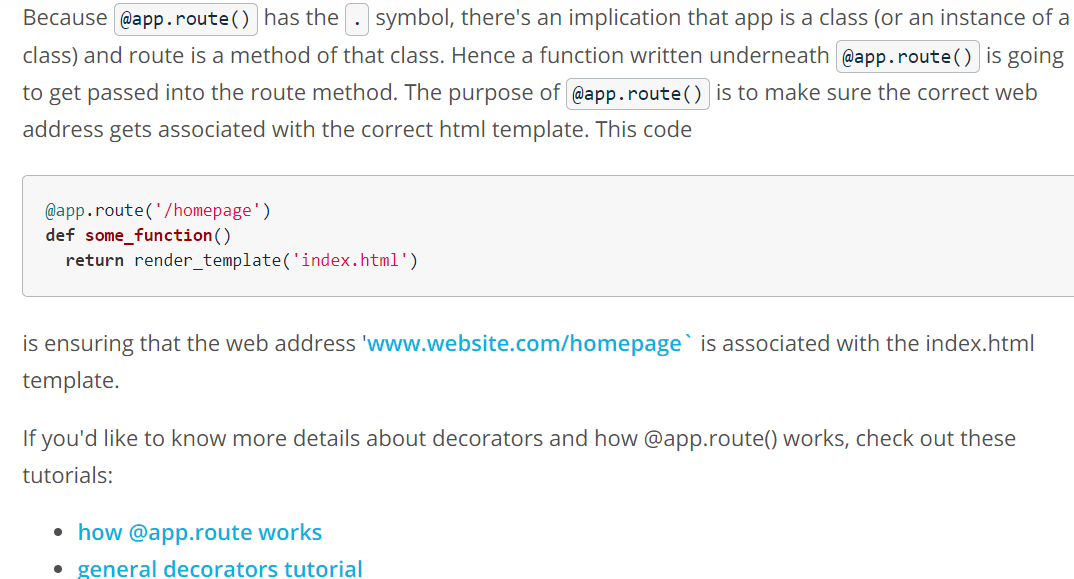 Because @app.route() has the . symbol, there's an implication that app is a class (or an instance of a
class) and route is a method of that class. Hence a function written underneath @app.route() is going
to get passed into the route method. The purpose of @app.route() is to make sure the correct web
address gets associated with the correct html template. This code
@app.route('/homepage')
def some_function()
  return render_template('index.html')
is ensuring that the web address 'www.website.com/homepage` is associated with the index.html
template.
If you'd like to know more details about decorators and how @app.route() works, check out these
tutorials:
• how @app.route works
• general decorators tutorial